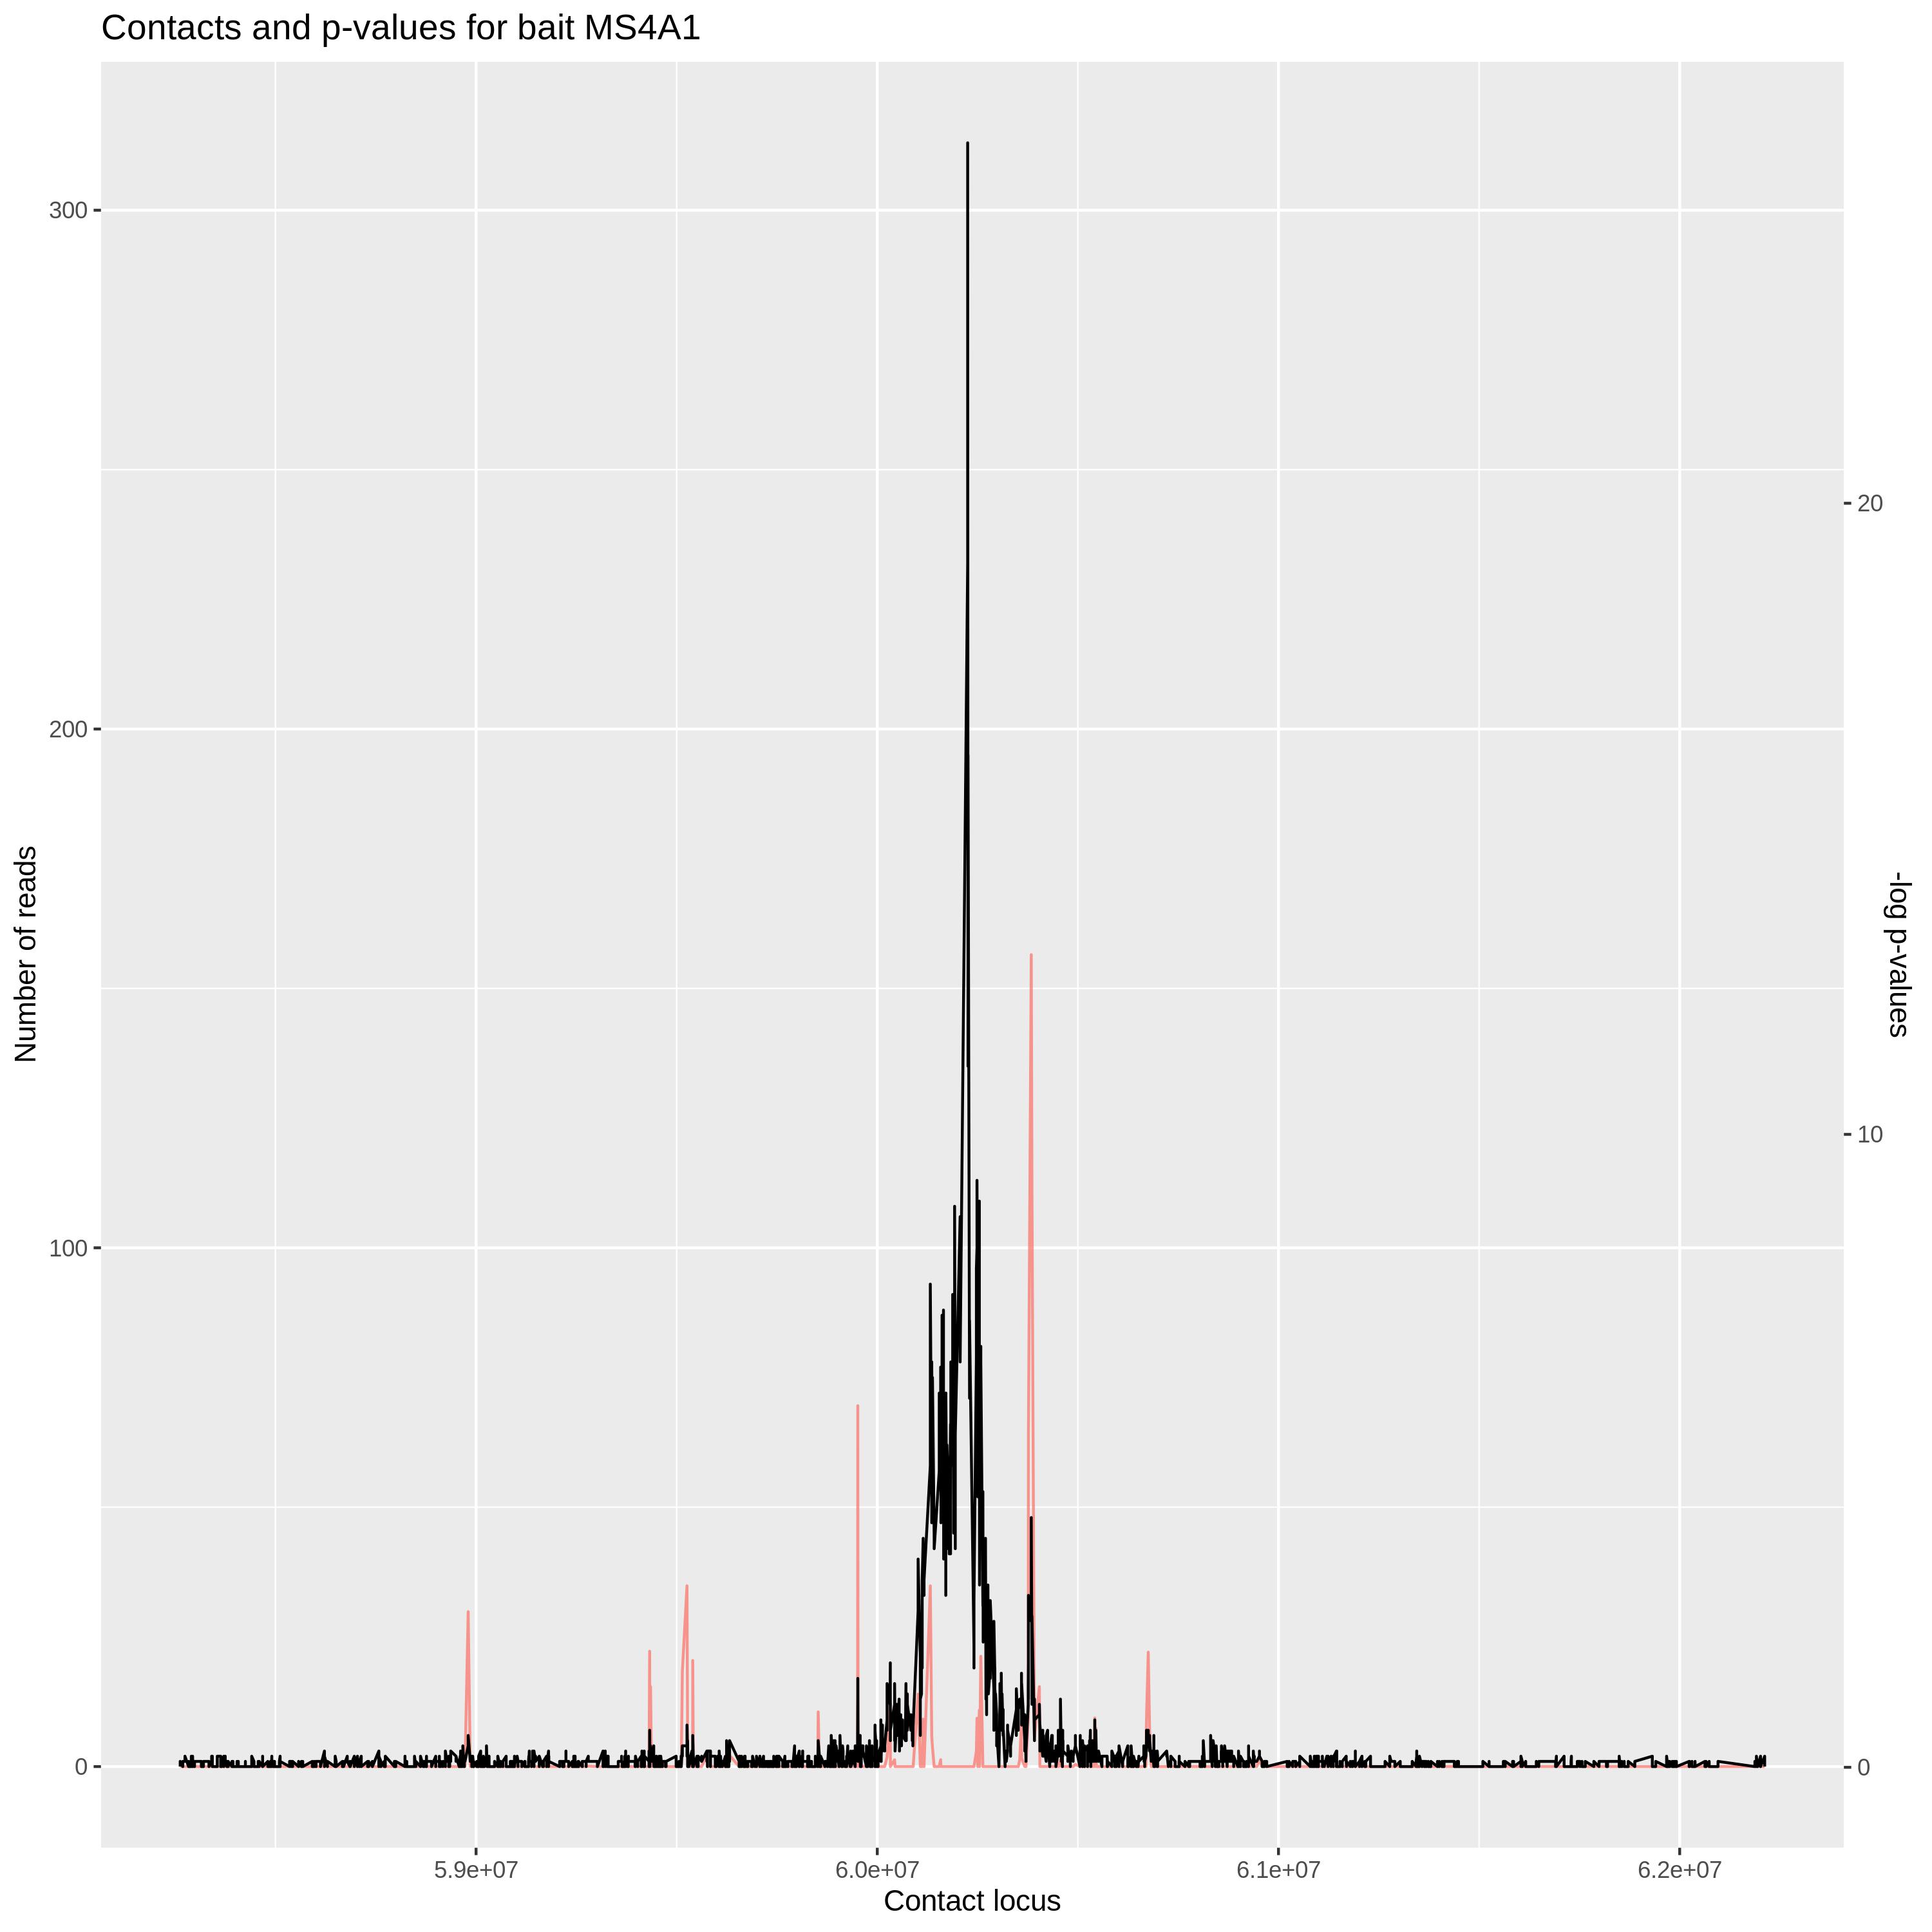 Contacts and p-values for bait MS4A1
300
200
100
0
Number of reads
20
10
0
-log p-values
5.9e+07
6.0e+07
6.1e+07
6.2e+07
Contact locus